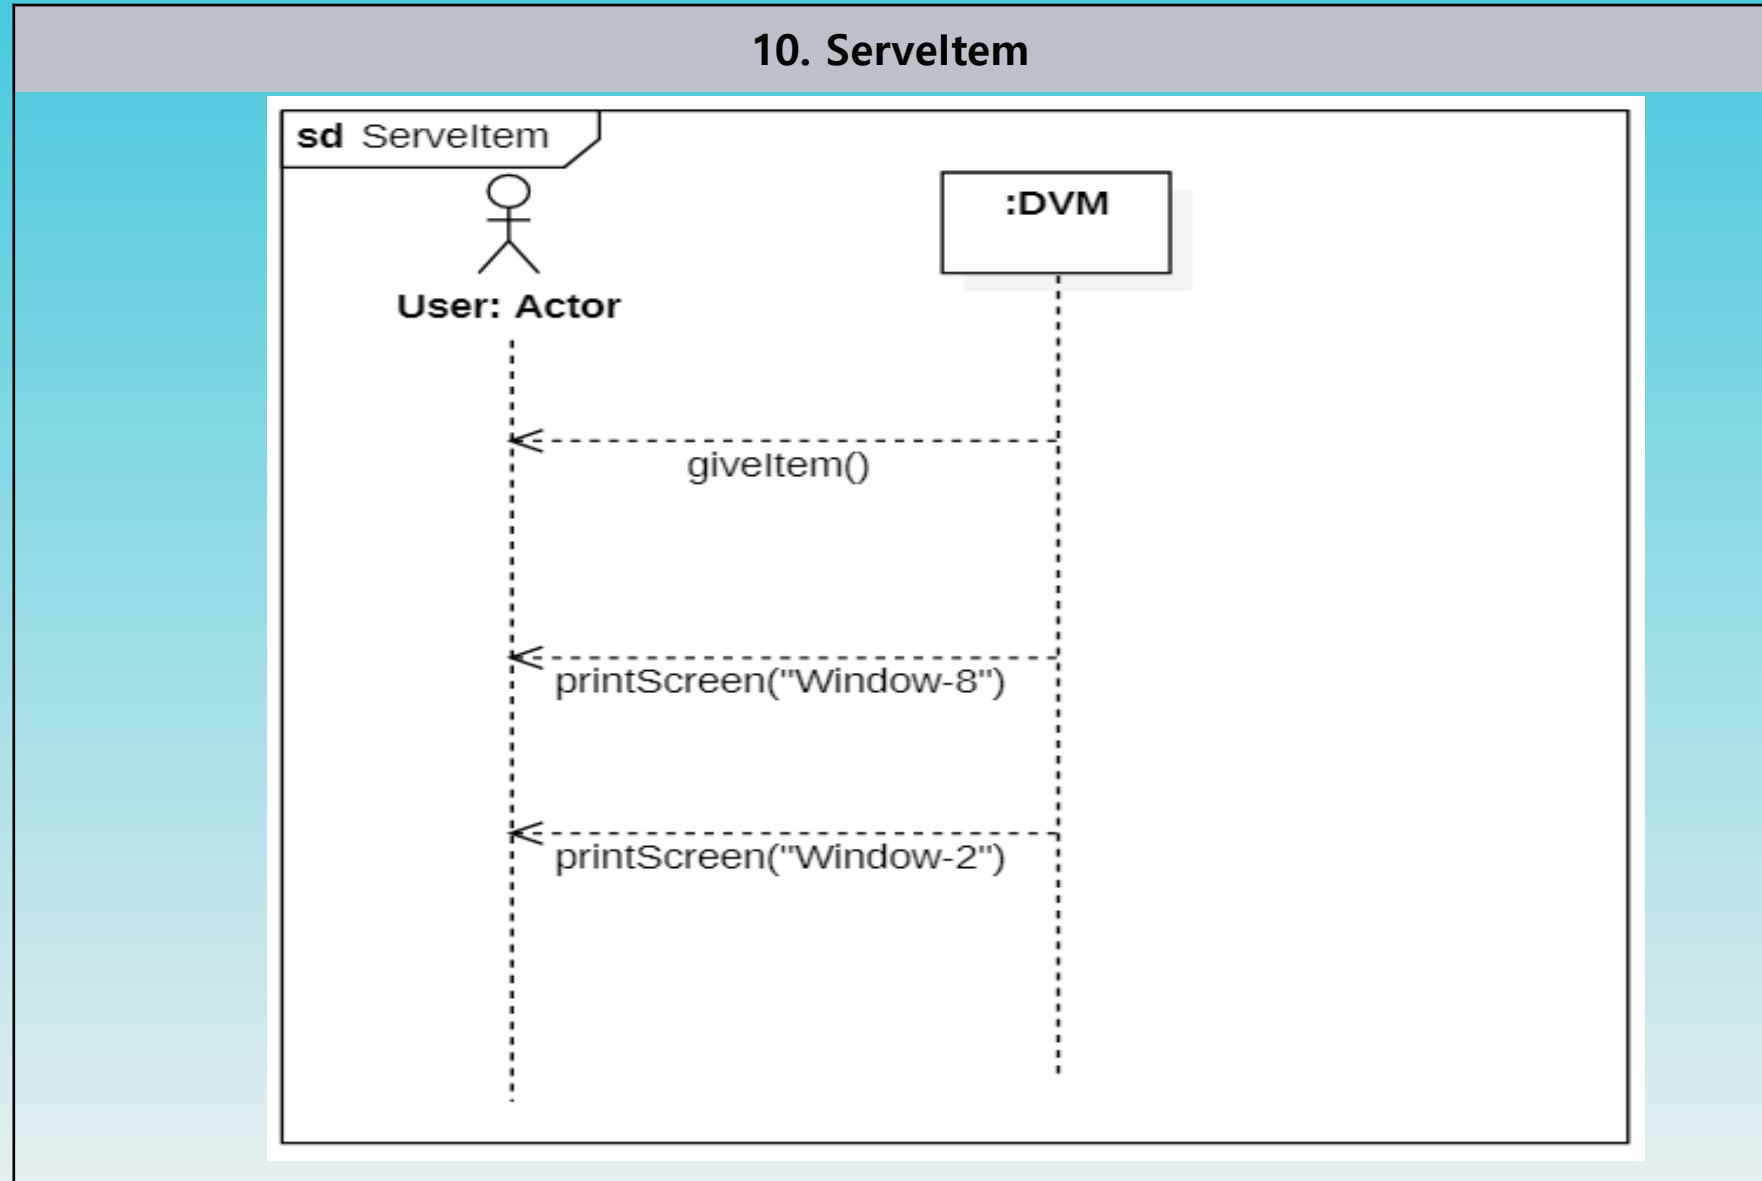 10. ServeItem
sd ServeItem
:DVM
User: Actor
giveItem()
printScreen("Window-8")
printScreen("Window-2")